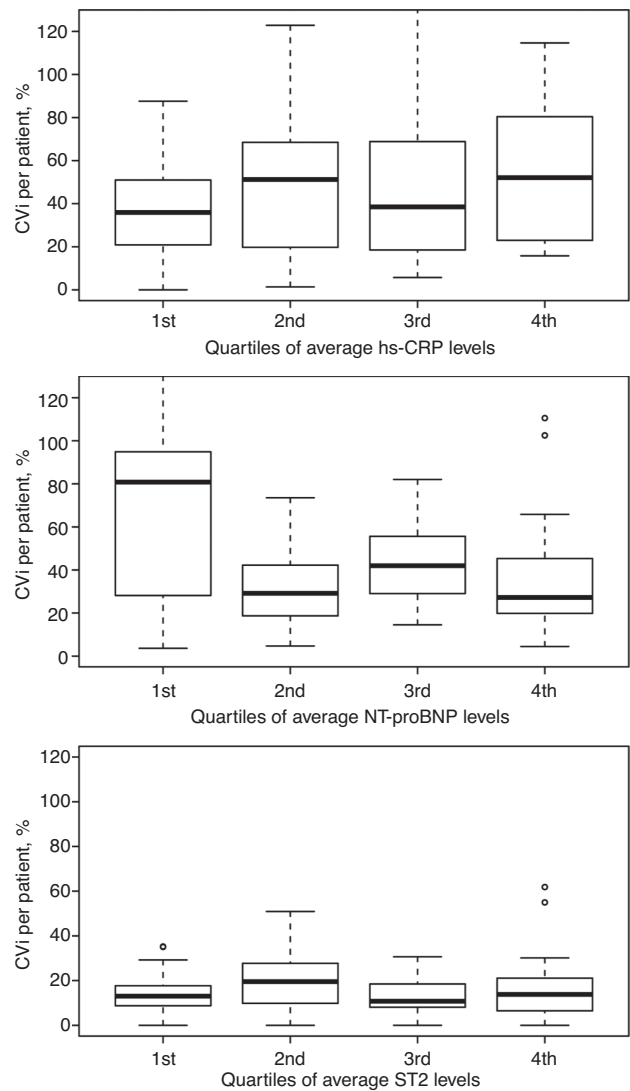 CVi per patient, %
120
100
80
60
40
20
0
1st 2nd 3rd 4th
Quartiles of average hs-CRP levels
CVi per patient, %
120
100
80
60
40
20
0
1st 2nd 3rd 4th
Quartiles of average NT-proBNP levels
CVi per patient, %
120
100
80
60
40
20
0
1st 2nd 3rd 4th
Quartiles of average ST2 levels